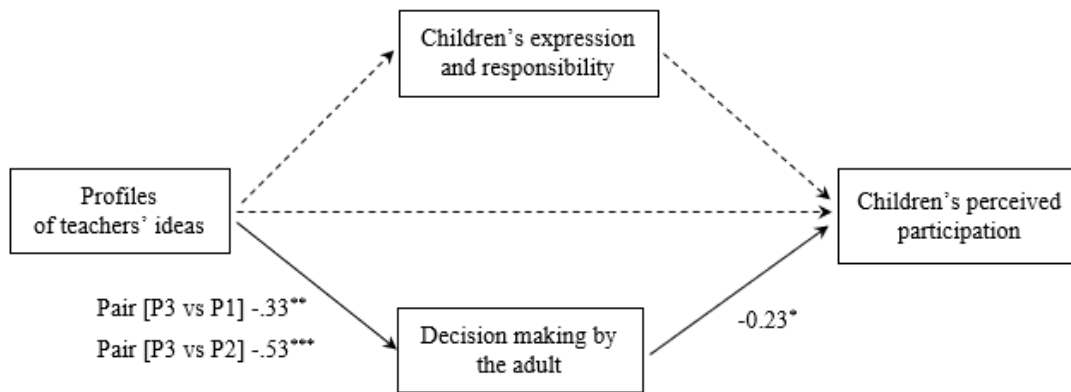 Children’s expression
and responsibility
Profiles
of teachers’ ideas
Children’s perceived
participation
Pair [P3 vs P1] -.33**
Pair [P3 vs P2] -.53***
Decision making by
the adult
-0.23*